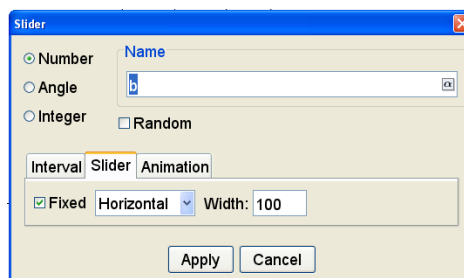 Slider
Number
Name
Angle
b
α
Integer
Random
Interval Slider Animation
Fixed Horizontal Width: 100
Apply Cancel